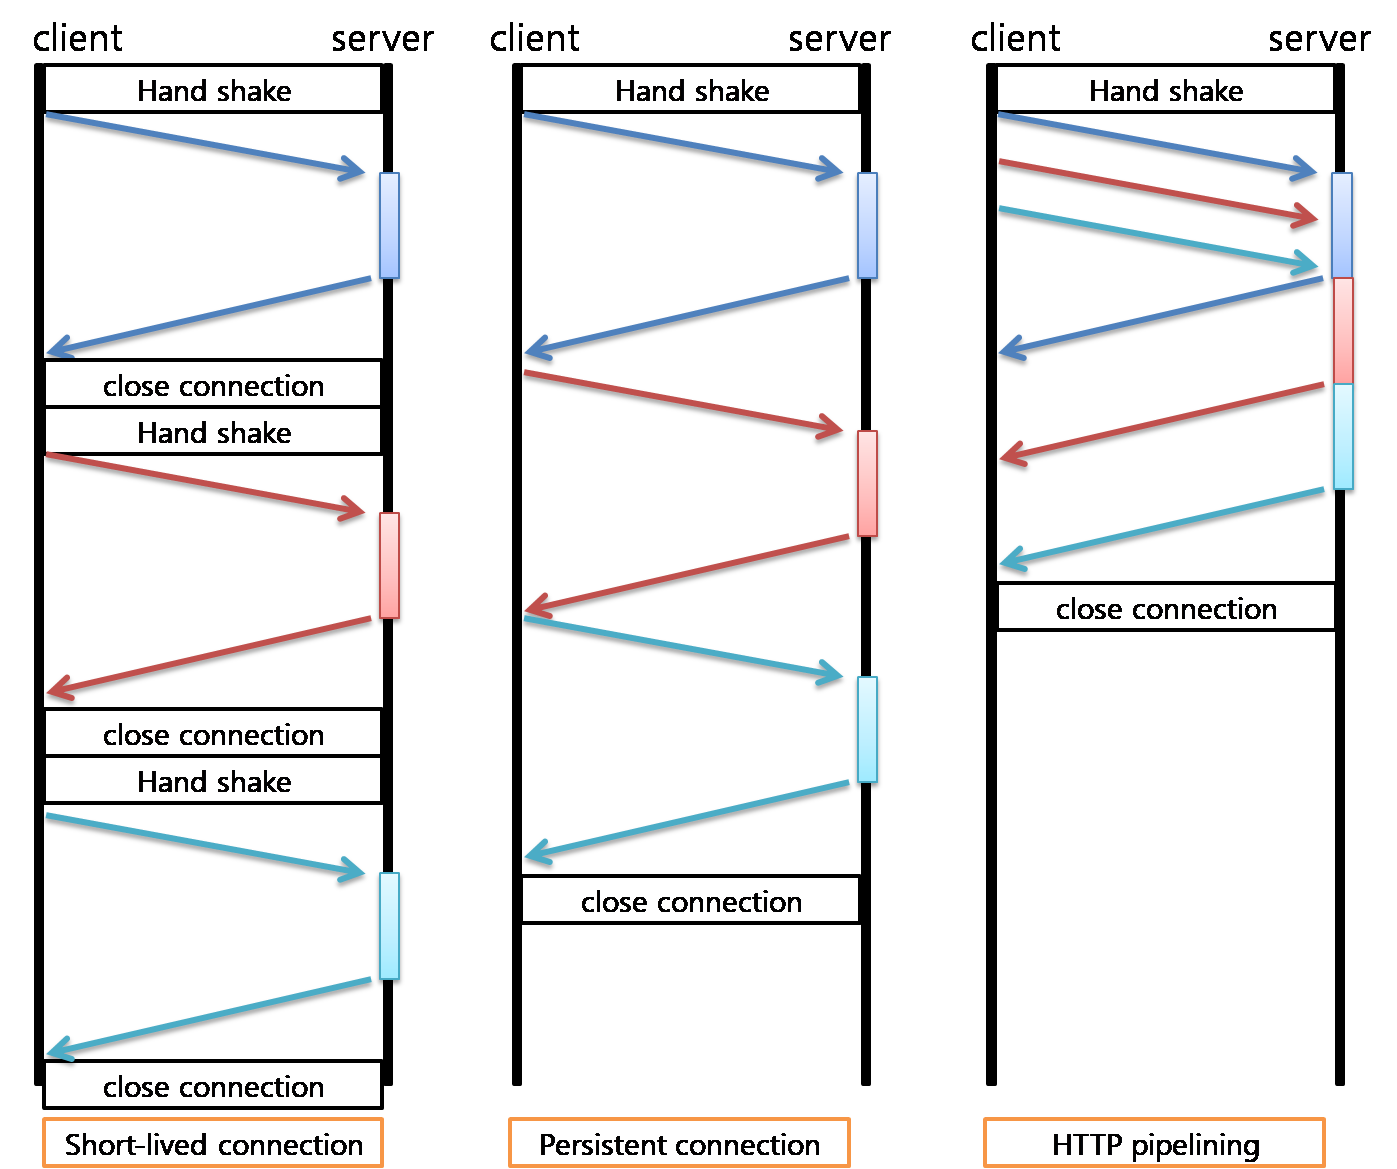 client server
Hand shake
close connection
Hand shake
close connection
Hand shake
close connection
Short-lived connection
client server
Hand shake
close connection
Persistent connection
client server
Hand shake
close connection
HTTP pipelining